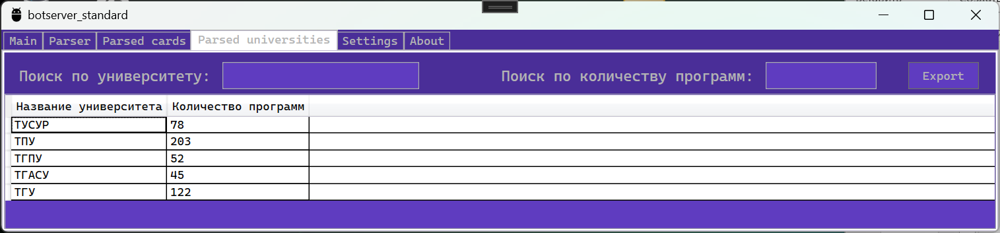 botserver_standard
Main Parser Parsed cards Parsed universities Settings About
Поиск по университету: Поиск по количеству программ: Export
Название университета Количество программ
ТУСУР 78
ТПУ 203
ТГПУ 52
ТГАСУ 45
ТГУ 122